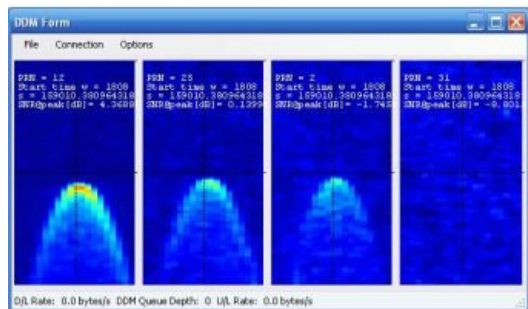 DDM Form
File Connection Options
PRN = 12
Start time w = 1808
s = 159010.380964318
SNR@peak[dB]= 4.3688
PRN = 25
Start time w = 1808
s = 159010.380964318
SNR@peak[dB]= 0.1399
PRN = 2
Start time w = 1808
s = 159010.380964318
SNR@peak[dB]= -1.745
PRN = 31
Start time w = 1808
s = 159010.380964318
SNR@peak[dB]= -8.801
D/L Rate: 0.0 bytes/s DDM Queue Depth: 0 U/L Rate: 0.0 bytes/s